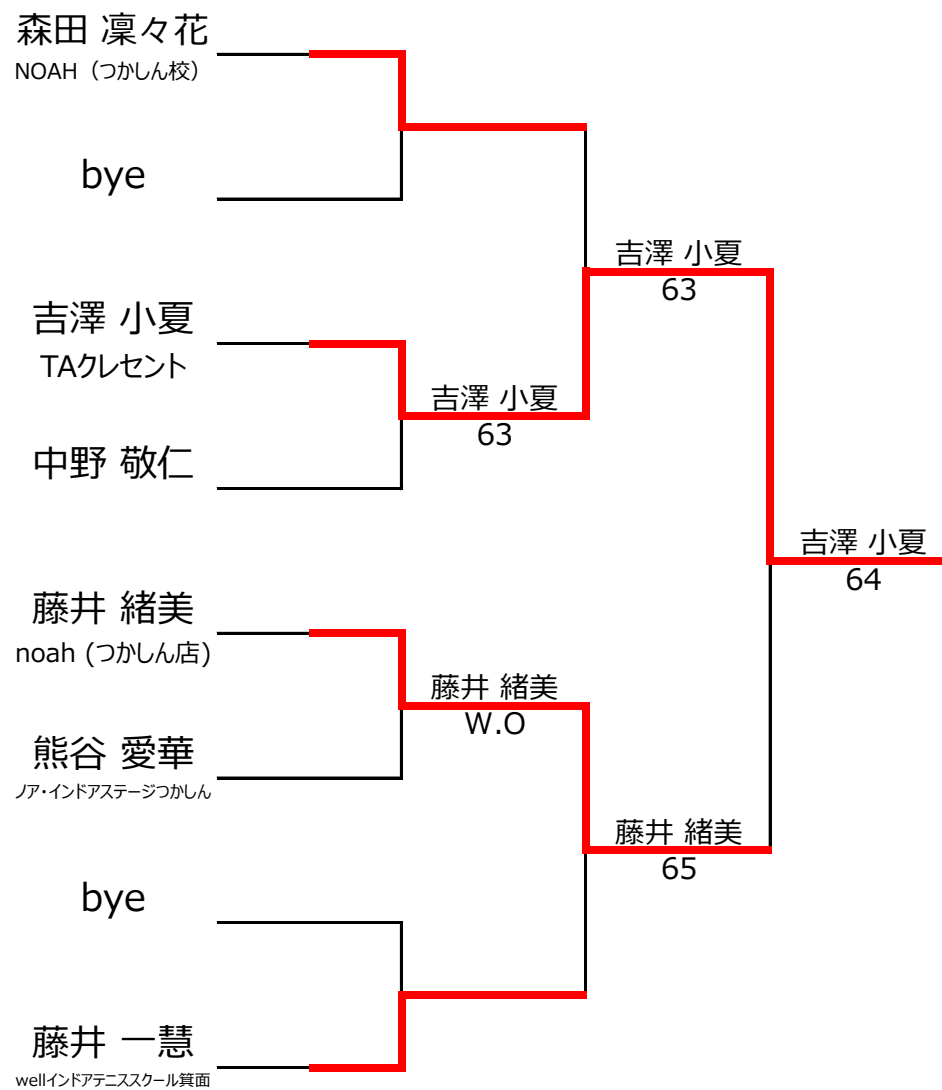 森田 凜々花
NOAH（つかしん校）
bye
吉澤 小夏
TAクレセント
中野 敬仁
藤井 緒美
noah (つかしん店)
熊谷 愛華
ノア・インドアステージつかしん
bye
藤井 一慧
wellインドアテニススクール箕面
吉澤 小夏
63
藤井 緒美
W.O
吉澤 小夏
63
藤井 緒美
65
吉澤 小夏
64